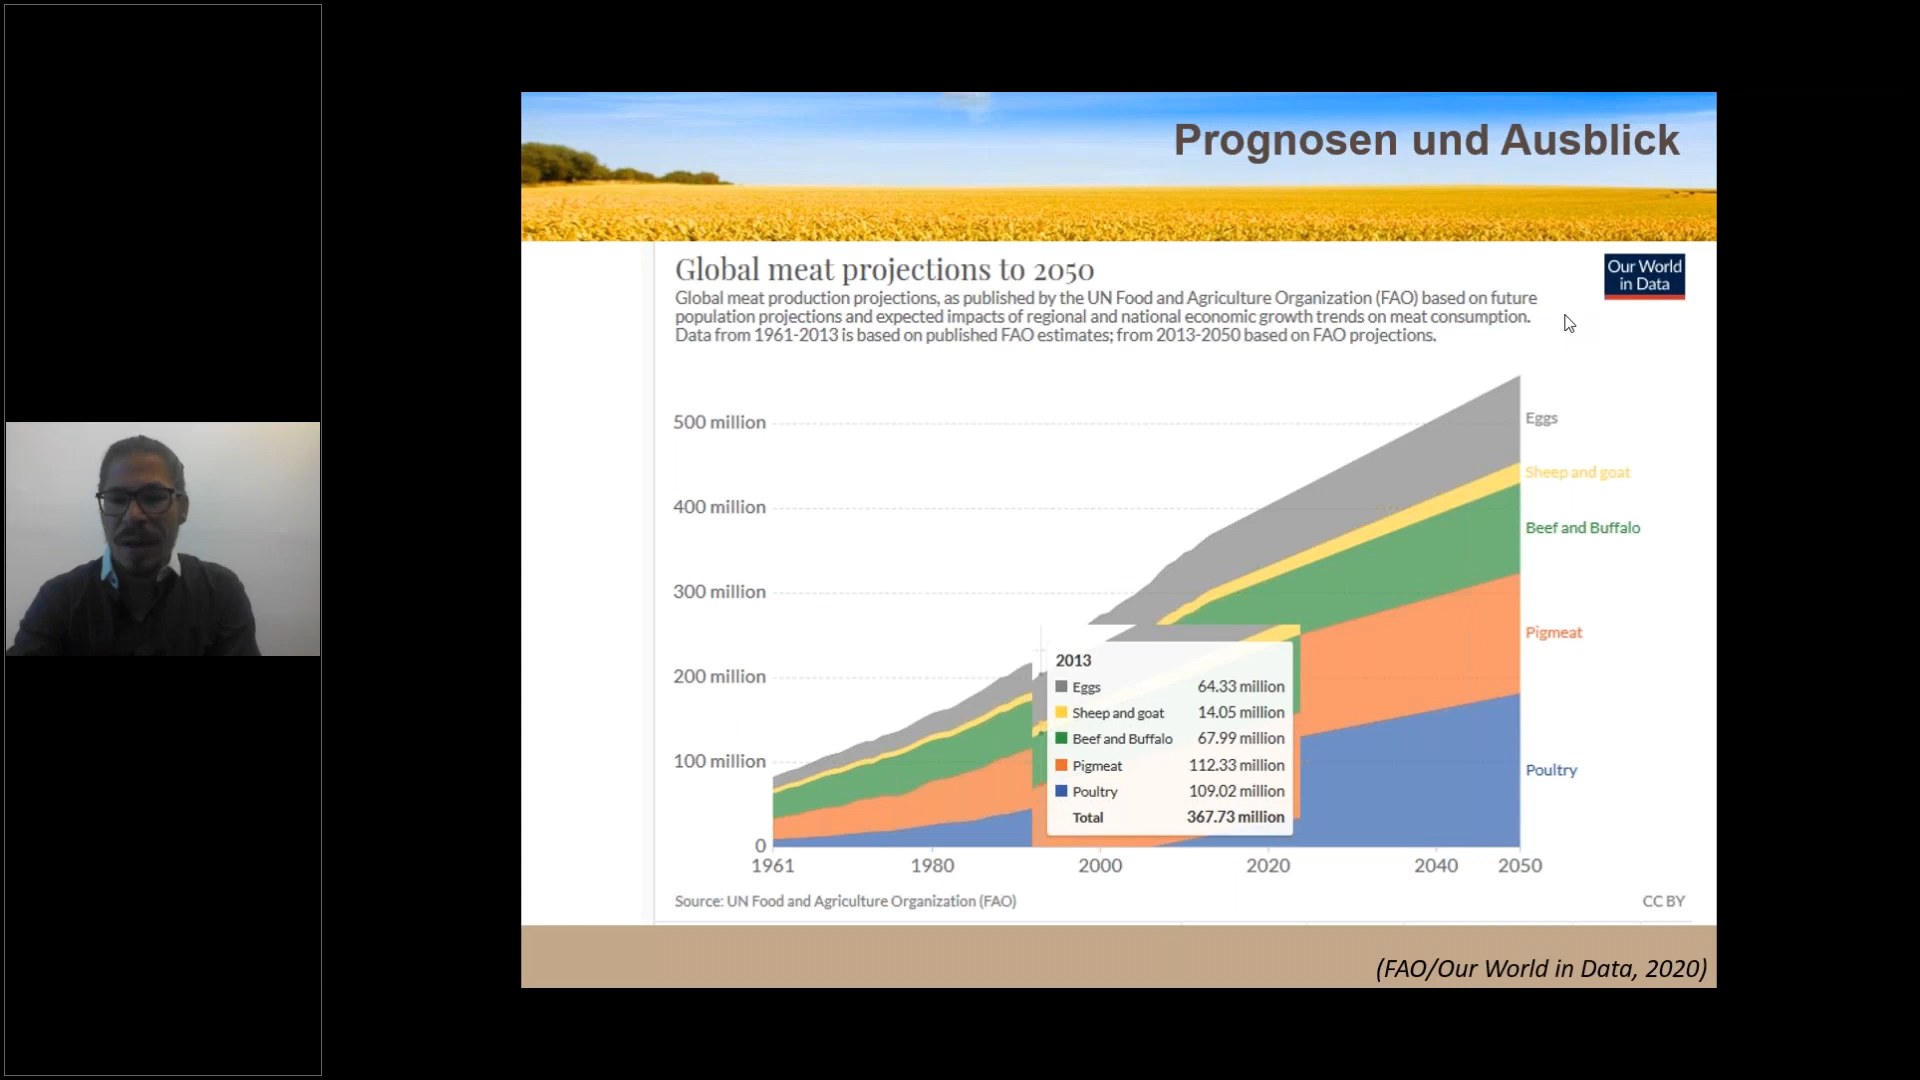 Prognosen und Ausblick
Global meat projections to 2050
Our World
in Data
Global meat production projections, as published by the UN Food and Agriculture Organization (FAO) based on future
population projections and expected impacts of regional and national economic growth trends on meat consumption.
Data from 1961-2013 is based on published FAO estimates; from 2013-2050 based on FAO projections.
500 million
400 million
300 million
200 million
100 million
0
Eggs
Sheep and goat
Beef and Buffalo
Pigmeat
Poultry
2013
Eggs 64.33 million
Sheep and goat 14.05 million
Beef and Buffalo 67.99 million
Pigmeat 112.33 million
Poultry 109.02 million
Total 367.73 million
1961 1980 2000 2020 2040 2050
Source: UN Food and Agriculture Organization (FAO)
CC BY
(FAO/Our World in Data, 2020)